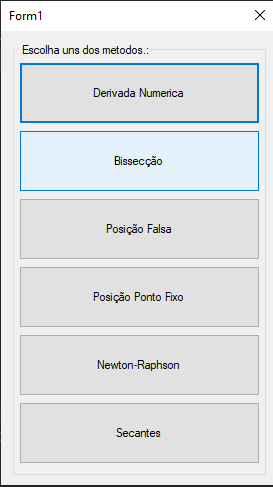 Form1
Escolha uns dos metodos.:
Derivada Numerica
Bissecção
Posição Falsa
Posição Ponto Fixo
Newton-Raphson
Secantes